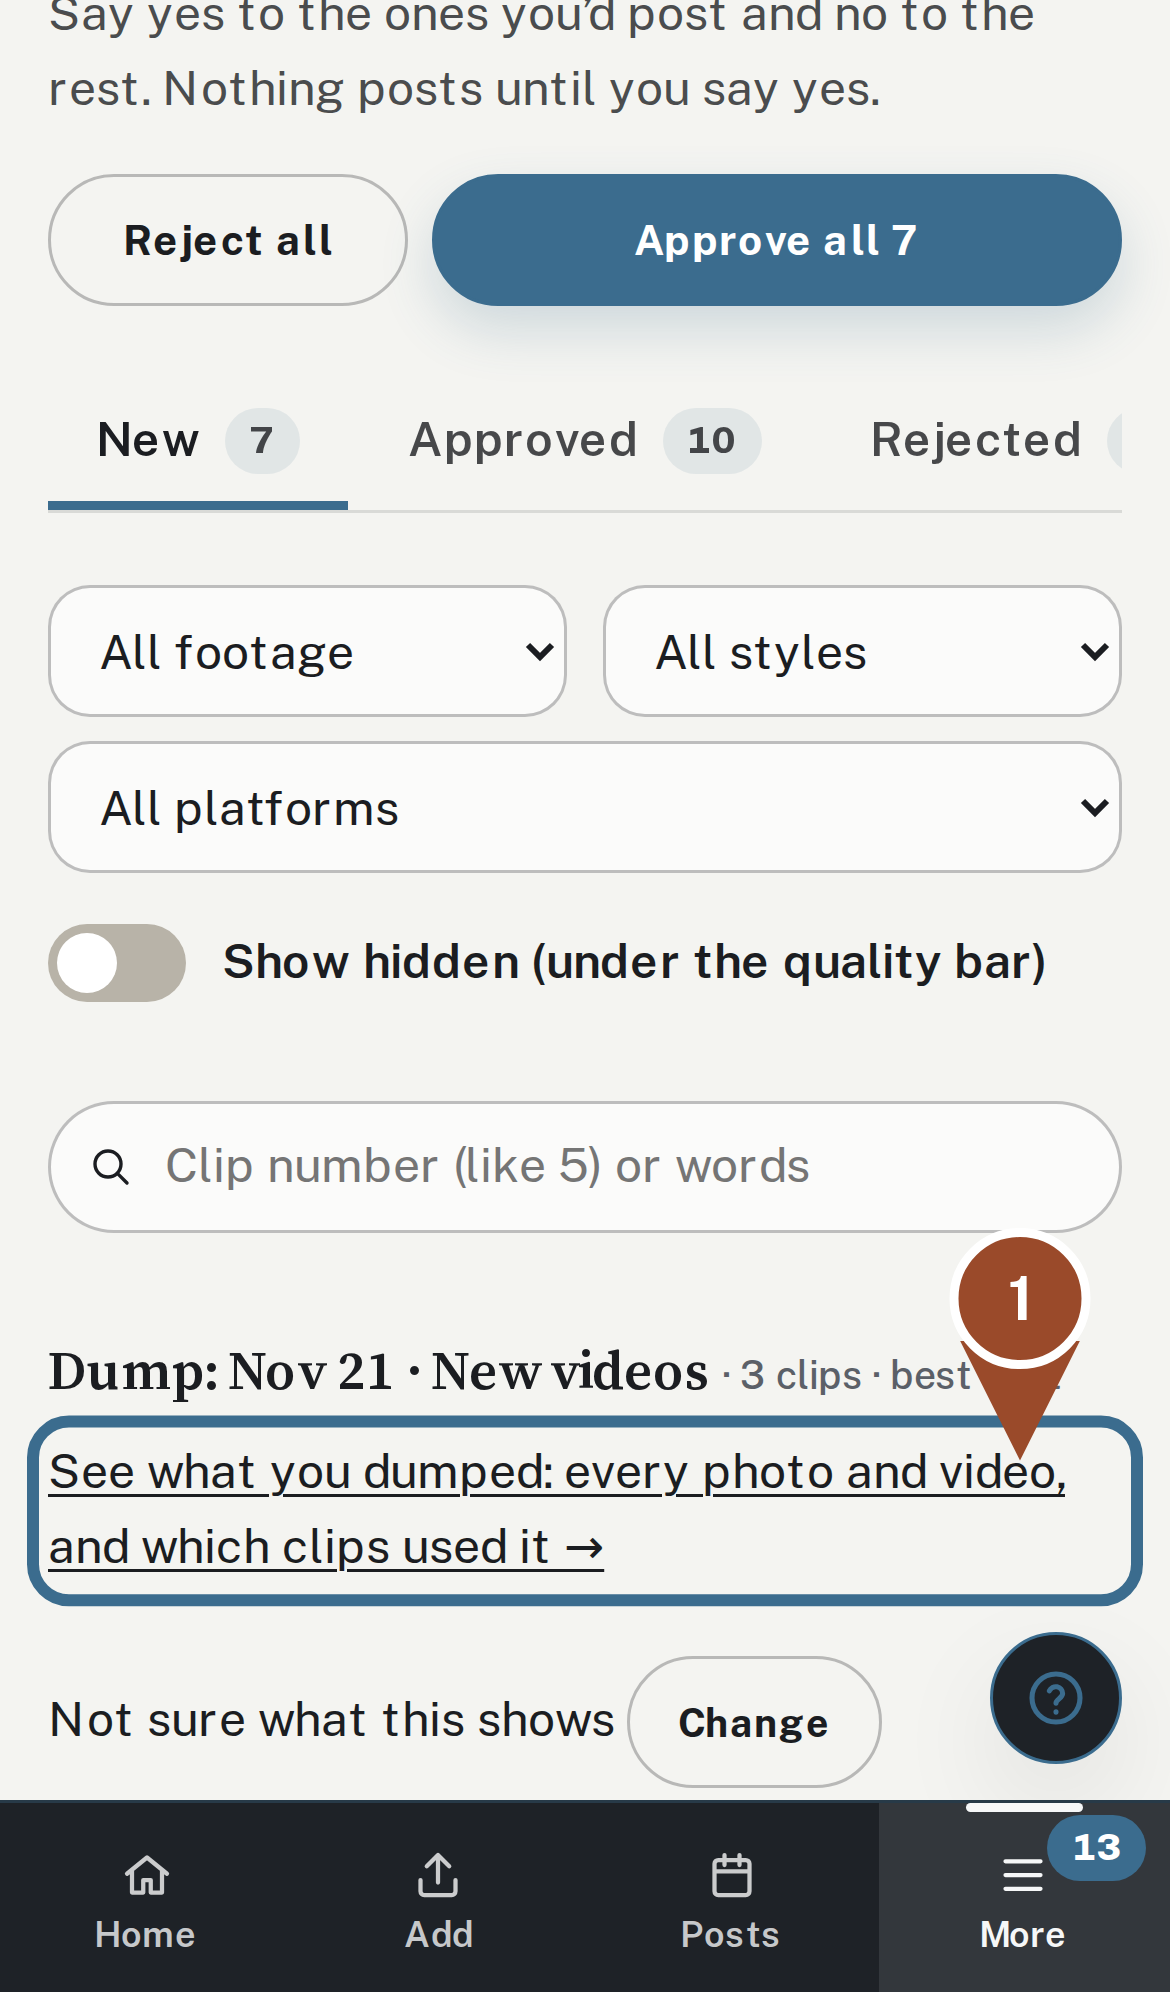 Say yes to the ones you'd post and no to the
rest. Nothing posts until you say yes.
Reject all
Approve all 7
New 7
Approved 10
Rejected
All footage
All styles
All platforms
Show hidden (under the quality bar)
Clip number (like 5) or words
1
Dump: Nov 21 · New videos · 3 clips · best
See what you dumped: every photo and video,
and which clips used it →
Not sure what this shows
Change
13
Home
Add
Posts
More